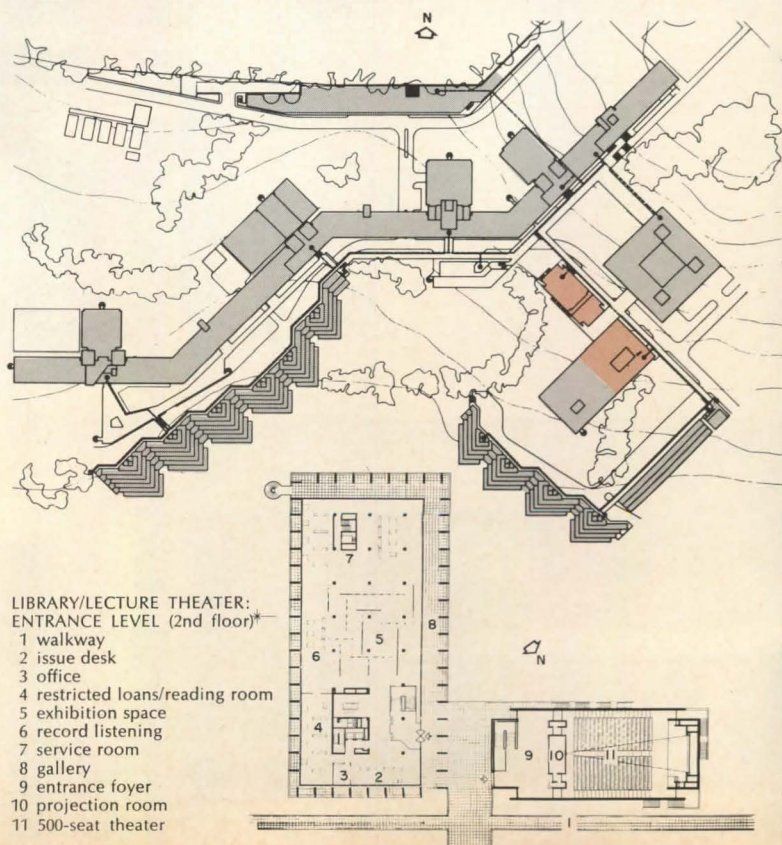 N
LIBRARY/LECTURE THEATER:
ENTRANCE LEVEL (2nd floor)*
1 walkway
2 issue desk
3 office
4 restricted loans/reading room
5 exhibition space
6 record listening
7 service room
8 gallery
9 entrance foyer
10 projection room
11 500-seat theater
7
5
8
6
4
3
2
N
9
10
11
1